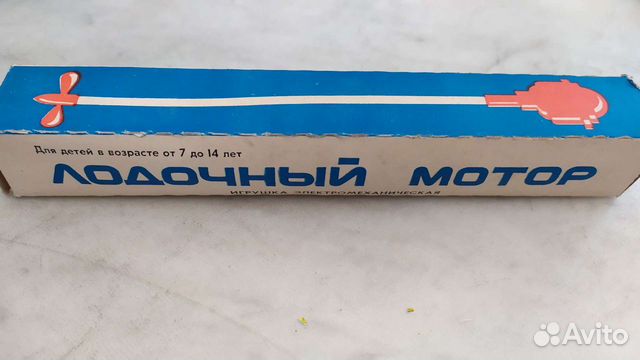 Для детей в возрасте от 7 до 14 лет
ЛОДОЧНЫЙ МОТОР
ИГРУШКА ЭЛЕКТРОМЕХАНИЧЕСКАЯ
Avito